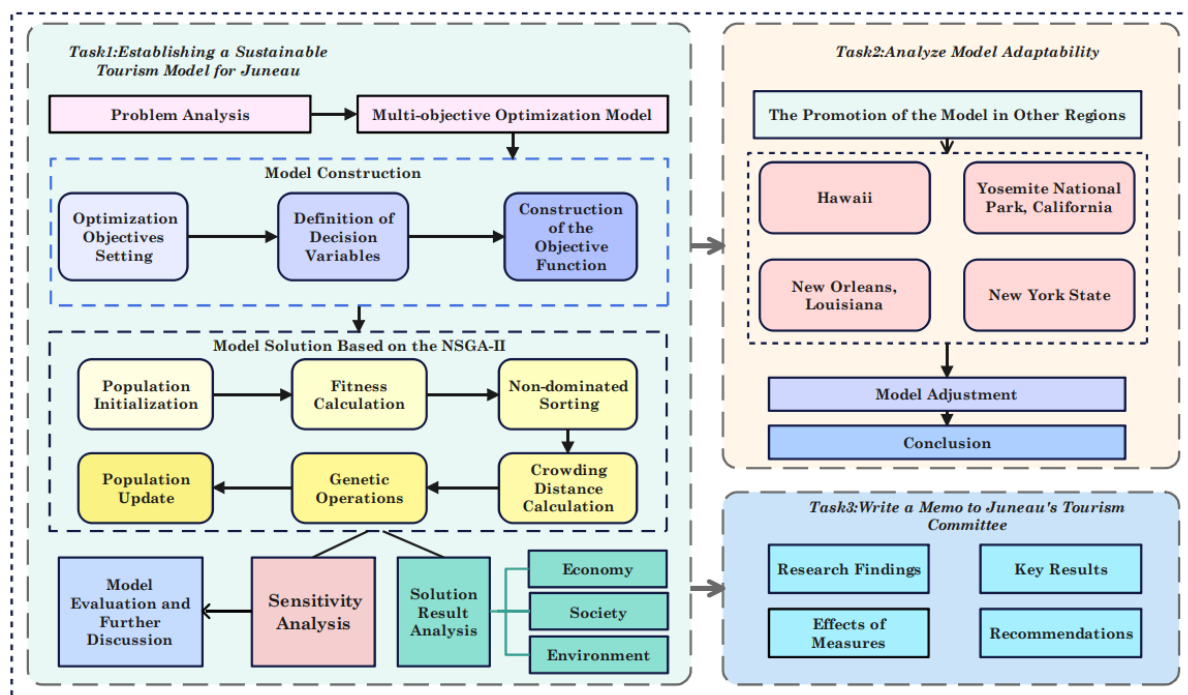 Task1:Establishing a Sustainable
Tourism Model for Juneau
Problem Analysis
Multi-objective Optimization Model
Model Construction
Optimization
Objectives
Setting
Definition of
Decision
Variables
Construction
of the
Objective
Function
Model Solution Based on the NSGA-II
Population
Initialization
Fitness
Calculation
Non-dominated
Sorting
Population
Update
Genetic
Operations
Crowding
Distance
Calculation
Model
Evaluation and
Further
Discussion
Sensitivity
Analysis
Solution
Result
Analysis
Economy
Society
Environment
Task2:Analyze Model Adaptability
The Promotion of the Model in Other Regions
Hawaii
Yosemite National
Park, California
New Orleans,
Louisiana
New York State
Model Adjustment
Conclusion
Task3:Write a Memo to Juneau's Tourism
Committee
Research Findings
Key Results
Effects of
Measures
Recommendations